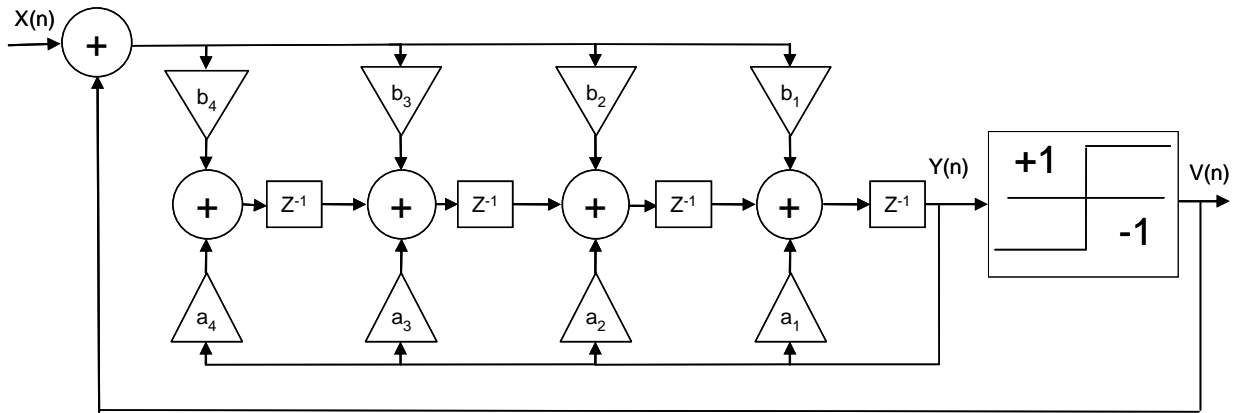 X(n)
+
b4 b3 b2 b1
+ Z-1 + Z-1 + Z-1 + Z-1 Y(n) +1 -1 V(n)
a4 a3 a2 a1